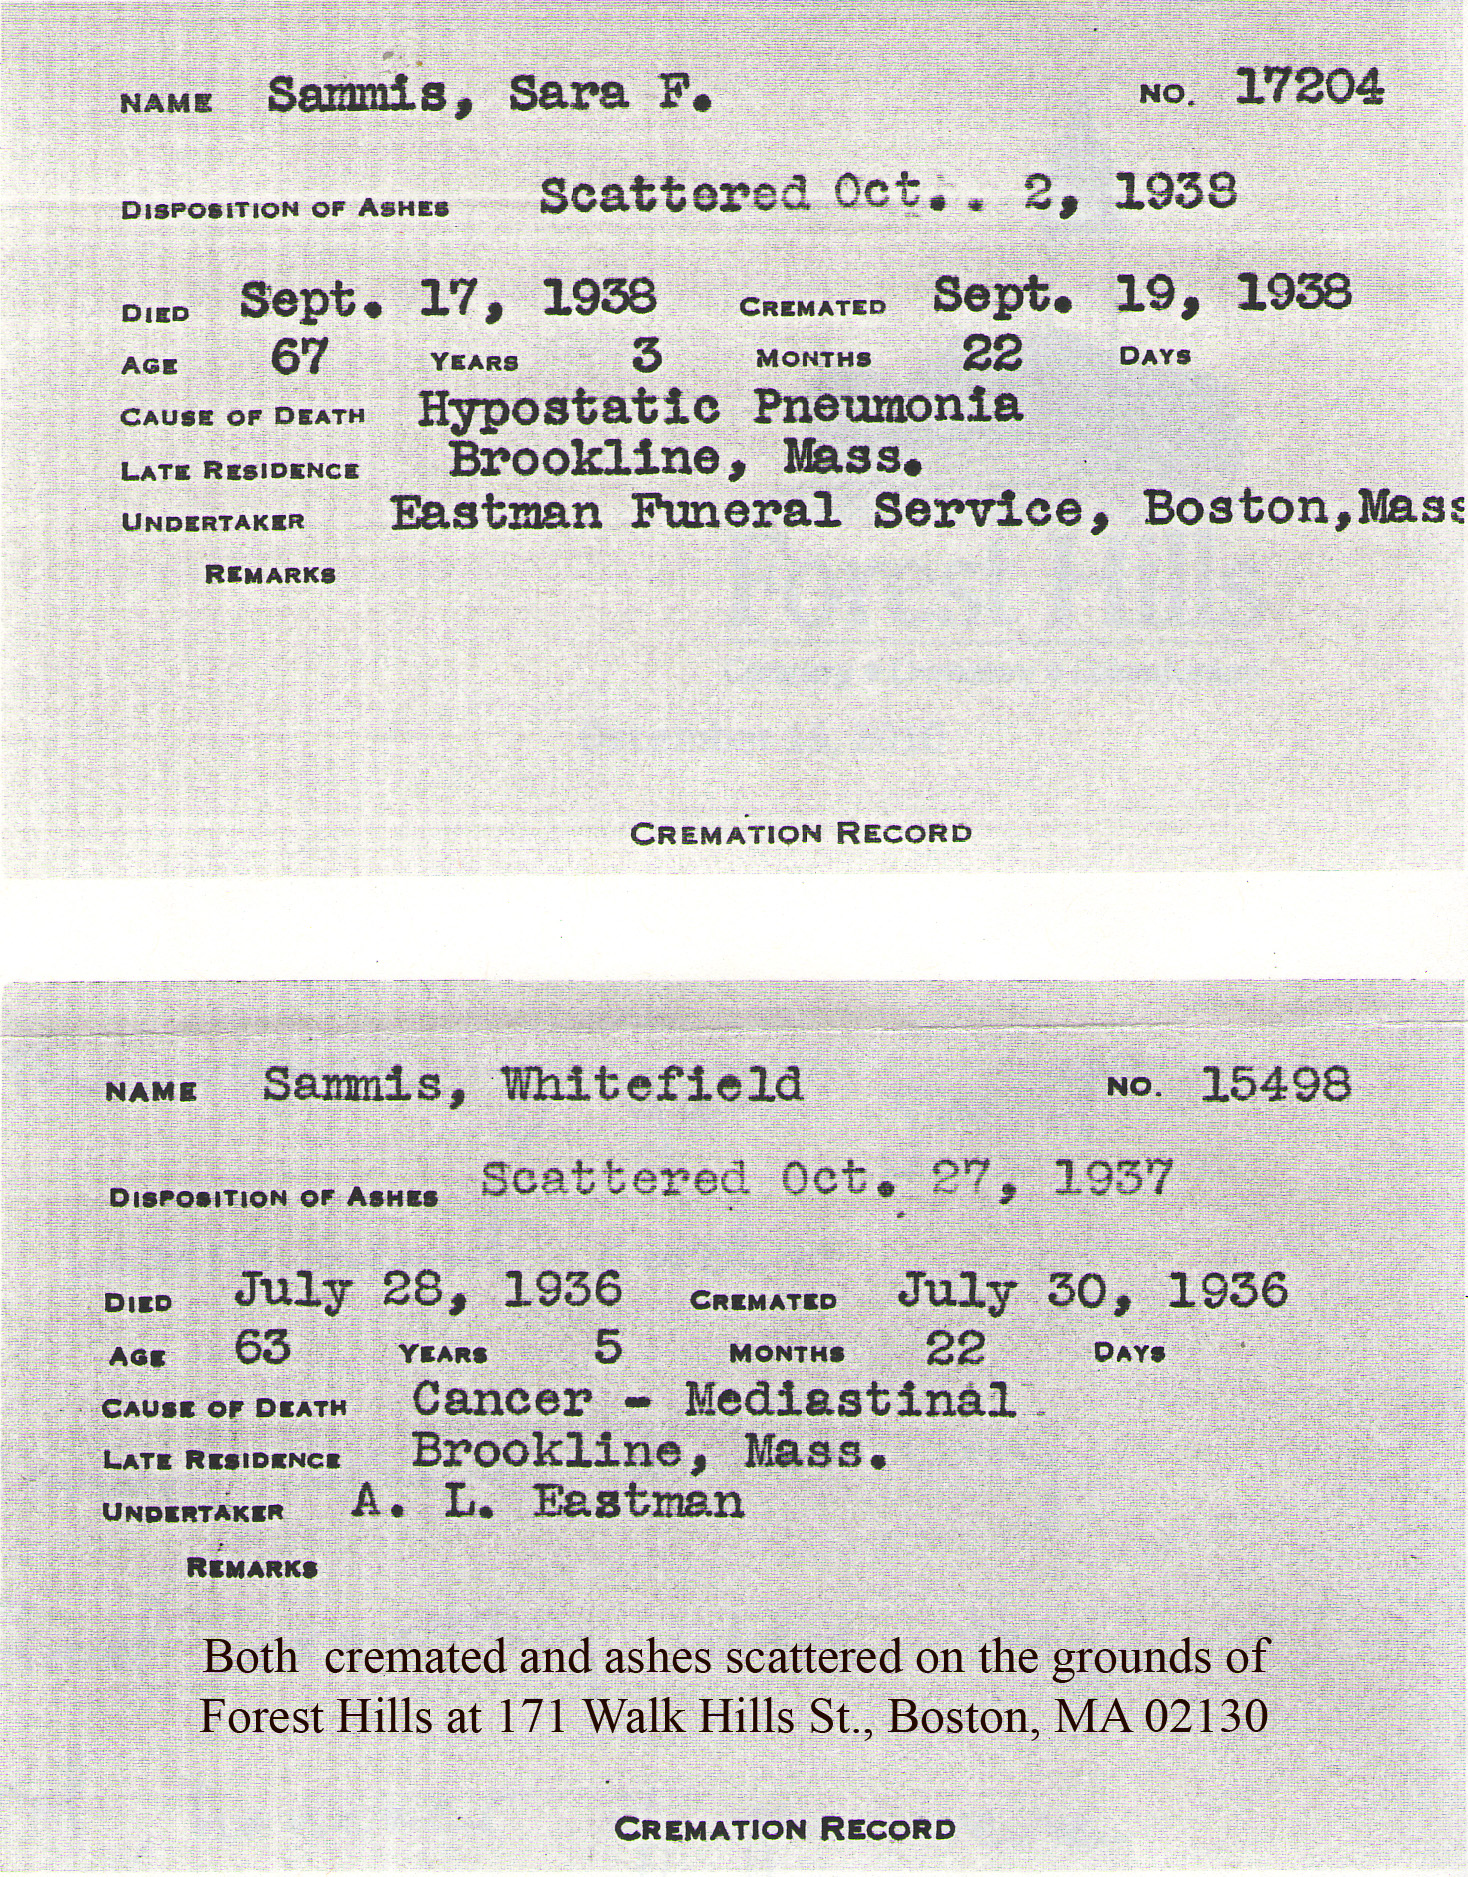 NAME Sammis, Sara F. NO. 17204
DISPOSITION OF ASHES Scattered Oct.. 2, 1938
DIED Sept. 17, 1938 CREMATED Sept. 19, 1938
AGE 67 YEARS 3 MONTHS 22 DAYS
CAUSE OF DEATH Hypostatic Pneumonia
LATE RESIDENCE Brookline, Mass.
UNDERTAKER Eastman Funeral Service, Boston,Mass
REMARKS
CREMATION RECORD
NAME Sammis, Whitefield NO. 15498
DISPOSITION OF ASHES Scattered Oct. 27, 1937
DIED July 28, 1936 CREMATED July 30, 1936
AGE 63 YEARS 5 MONTHS 22 DAYS
CAUSE OF DEATH Cancer - Mediastinal
LATE RESIDENCE Brookline, Mass.
UNDERTAKER A. L. Eastman
REMARKS
Both cremated and ashes scattered on the grounds of
Forest Hills at 171 Walk Hills St., Boston, MA 02130
CREMATION RECORD